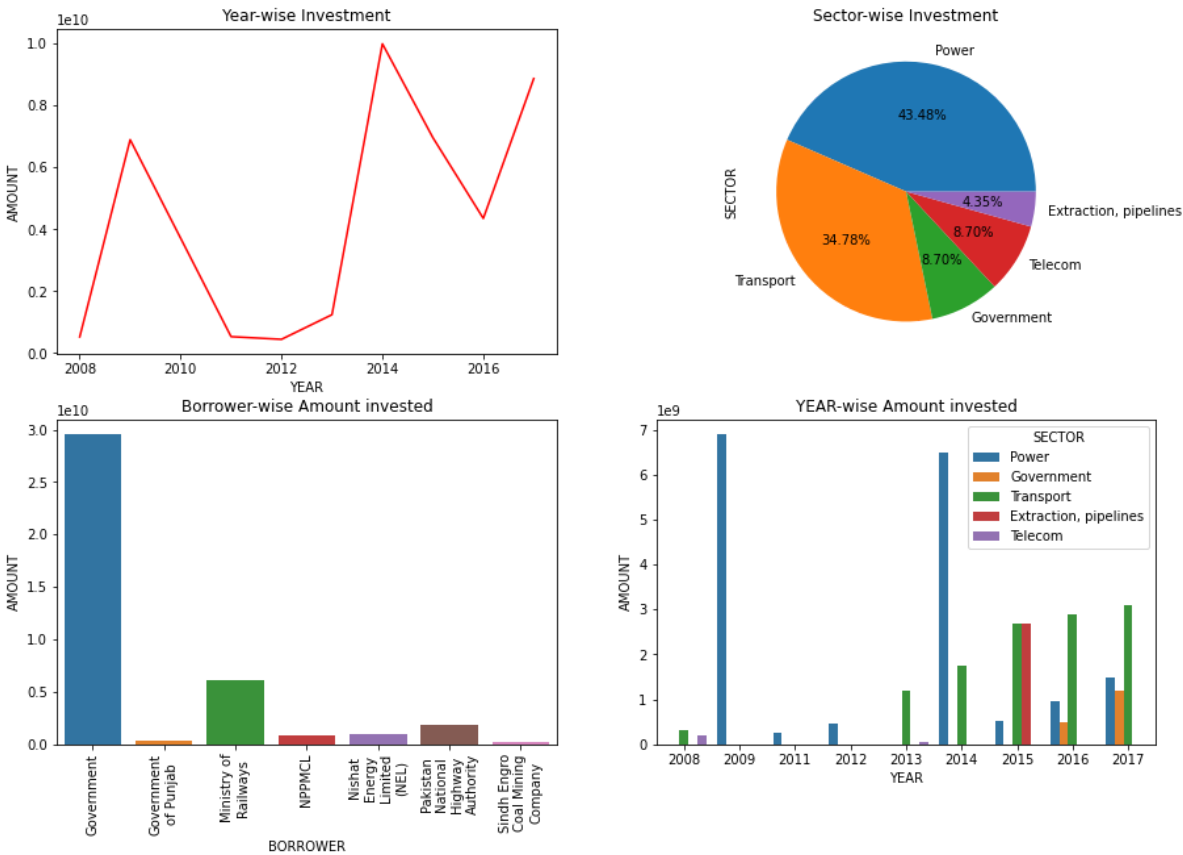 Year-wise Investment
1e10
1.0
0.8
0.6
0.4
0.2
0.0
AMOUNT
2008
2010
2012
2014
2016
YEAR
Sector-wise Investment
SECTOR
Power
43.48%
Transport
34.78%
Government
8.70%
Telecom
8.70%
Extraction, pipelines
4.35%
Borrower-wise Amount invested
1e10
3.0
2.5
2.0
1.5
1.0
0.5
0.0
AMOUNT
Government
Government
of Punjab
Ministry of
Railways
NPPMCL
Nishat
Energy
Limited
(NEL)
Pakistan
National
Highway
Authority
Sindh Engro
Coal Mining
Company
BORROWER
YEAR-wise Amount invested
1e9
7
6
5
4
3
2
1
0
AMOUNT
SECTOR
Power
Government
Transport
Extraction, pipelines
Telecom
2008
2009
2011
2012
2013
2014
2015
2016
2017
YEAR